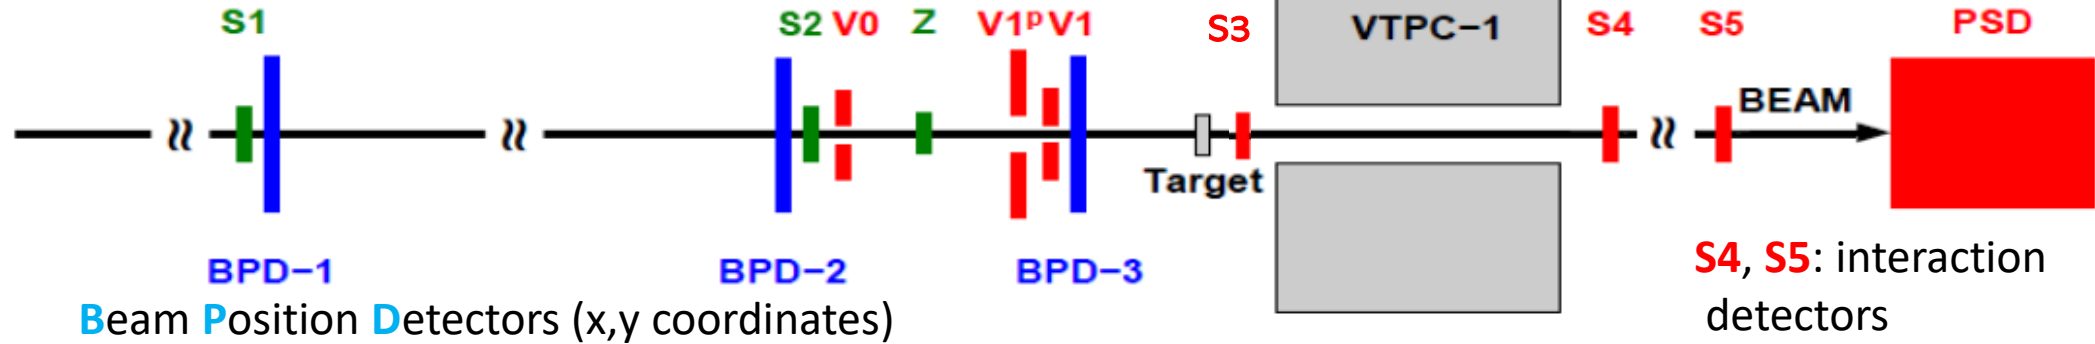 S1 S2 V0 Z V1p V1 S3 VTPC−1 S4 S5 PSD
BEAM
Target
BPD−1 BPD−2 BPD−3
S4, S5: interaction
detectors
Beam Position Detectors (x,y coordinates)